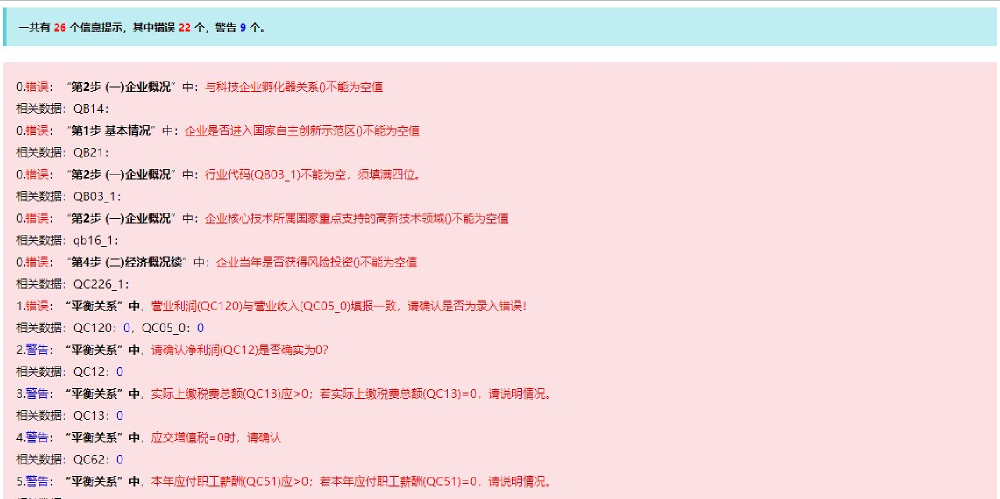 一共有 26 个信息提示，其中错误 22 个，警告 9 个。
0.错误：“第2步 (一)企业概况”中：与科技企业孵化器关系()不能为空值
相关数据：QB14：
0.错误：“第1步 基本情况”中：企业是否进入国家自主创新示范区()不能为空值
相关数据：QB21：
0.错误：“第2步 (一)企业概况”中：行业代码(QB03_1)不能为空，须填满四位。
相关数据：QB03_1：
0.错误：“第2步 (一)企业概况”中：企业核心技术所属国家重点支持的高新技术领域()不能为空值
相关数据：qb16_1：
0.错误：“第4步 (二)经济概况续”中：企业当年是否获得风险投资()不能为空值
相关数据：QC226_1：
1.错误：“平衡关系”中，营业利润(QC120)与营业收入(QC05_0)填报一致，请确认是否为录入错误！
相关数据：QC120：0，QC05_0：0
2.警告：“平衡关系”中，请确认净利润(QC12)是否确实为0？
相关数据：QC12：0
3.警告：“平衡关系”中，实际上缴税费总额(QC13)应>0；若实际上缴税费总额(QC13)=0，请说明情况。
相关数据：QC13：0
4.警告：“平衡关系”中，应交增值税=0时，请确认
相关数据：QC62：0
5.警告：“平衡关系”中，本年应付职工薪酬(QC51)应>0；若本年应付职工薪酬(QC51)=0，请说明情况。